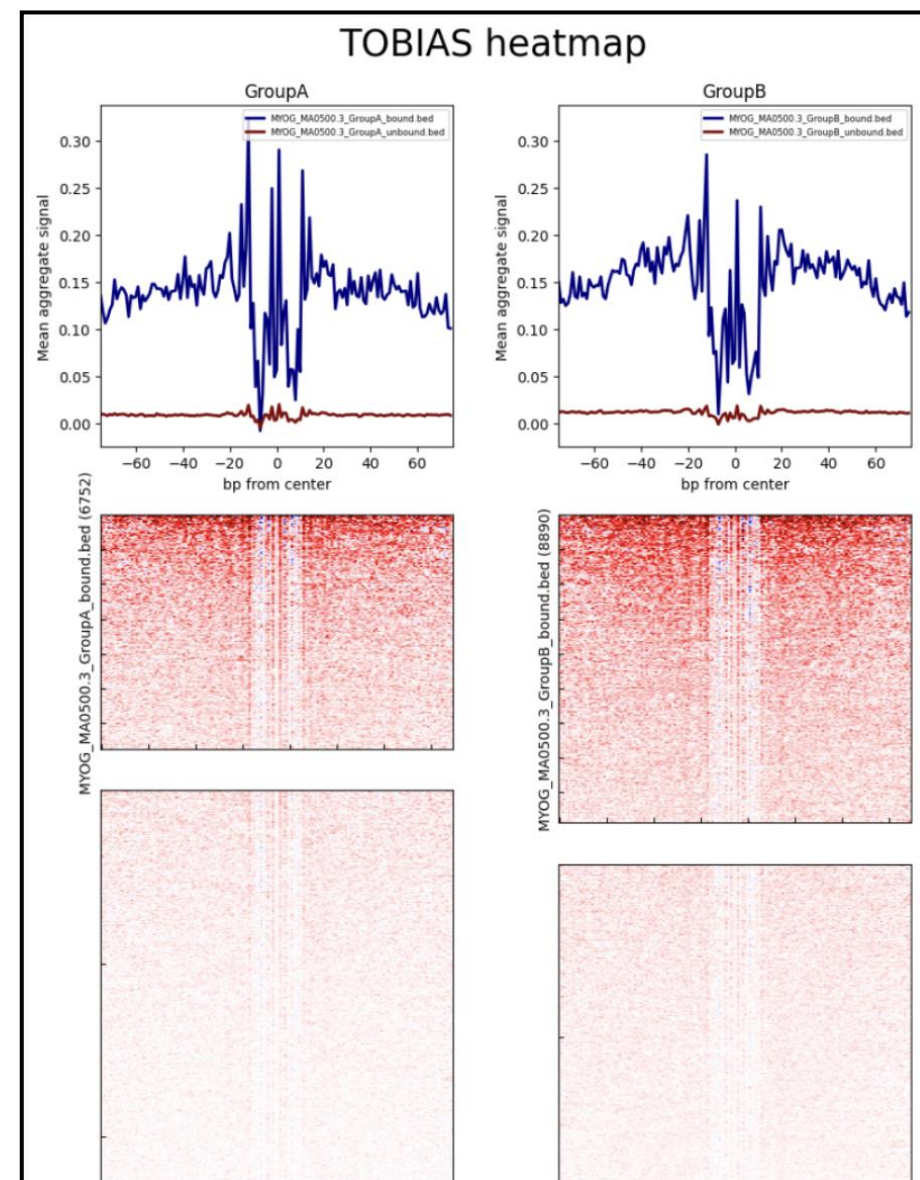 TOBIAS heatmap
GroupA
MYOG_MA0500.3_GroupA_bound.bed
MYOG_MA0500.3_GroupA_unbound.bed
Mean aggregate signal
0.30
0.25
0.20
0.15
0.10
0.05
0.00
−60 −40 −20 0 20 40 60
bp from center
GroupB
MYOG_MA0500.3_GroupB_bound.bed
MYOG_MA0500.3_GroupB_unbound.bed
Mean aggregate signal
0.30
0.25
0.20
0.15
0.10
0.05
0.00
−60 −40 −20 0 20 40 60
bp from center
MYOG_MA0500.3_GroupA_bound.bed (6752)
MYOG_MA0500.3_GroupB_bound.bed (8890)